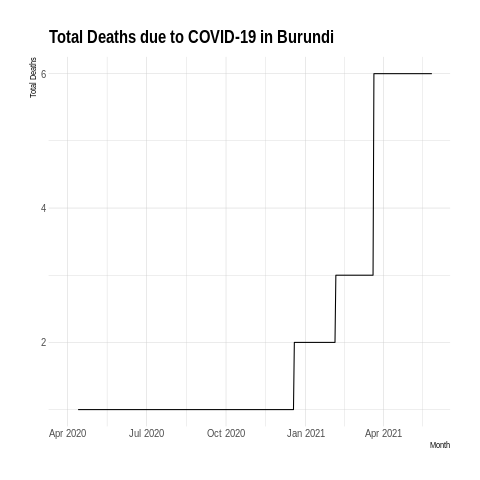 Total Deaths due to COVID-19 in Burundi
Total Deaths
6
4
2
Apr 2020 Jul 2020 Oct 2020 Jan 2021 Apr 2021
Month